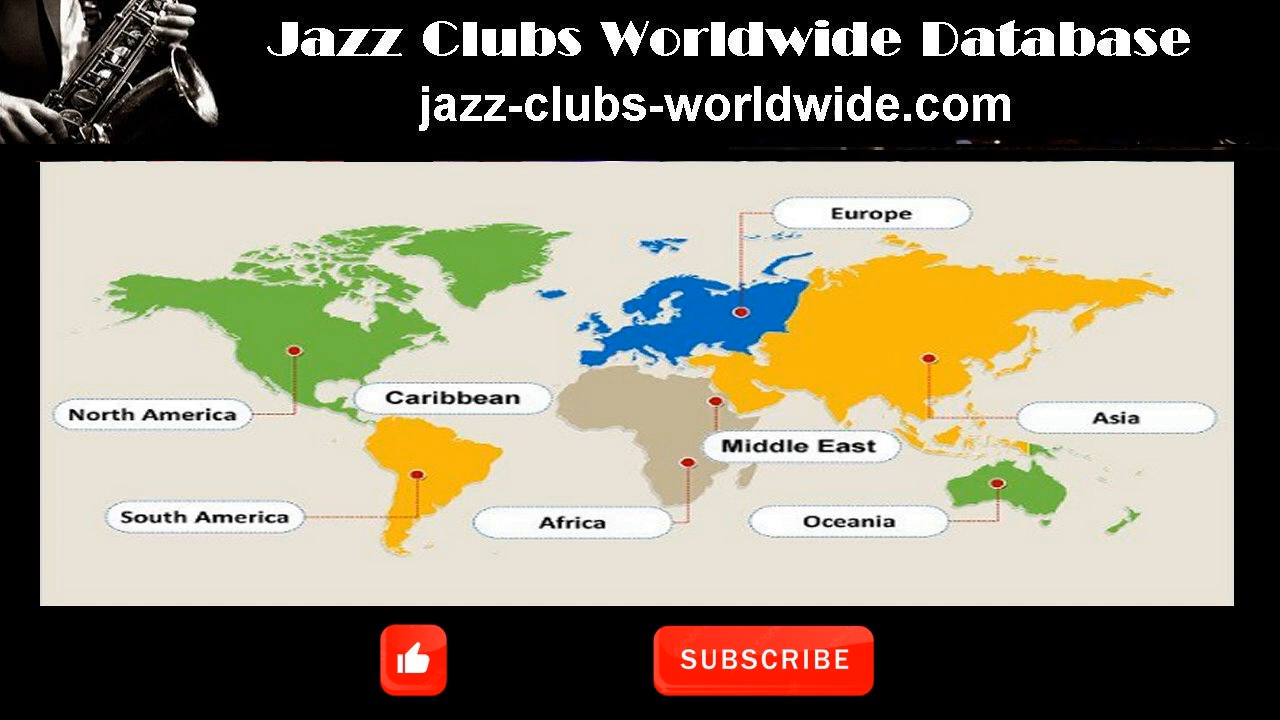 Jazz Clubs Worldwide Database
jazz-clubs-worldwide.com
Europe
Caribbean
North America
Asia
Middle East
South America
Africa
Oceania
SUBSCRIBE